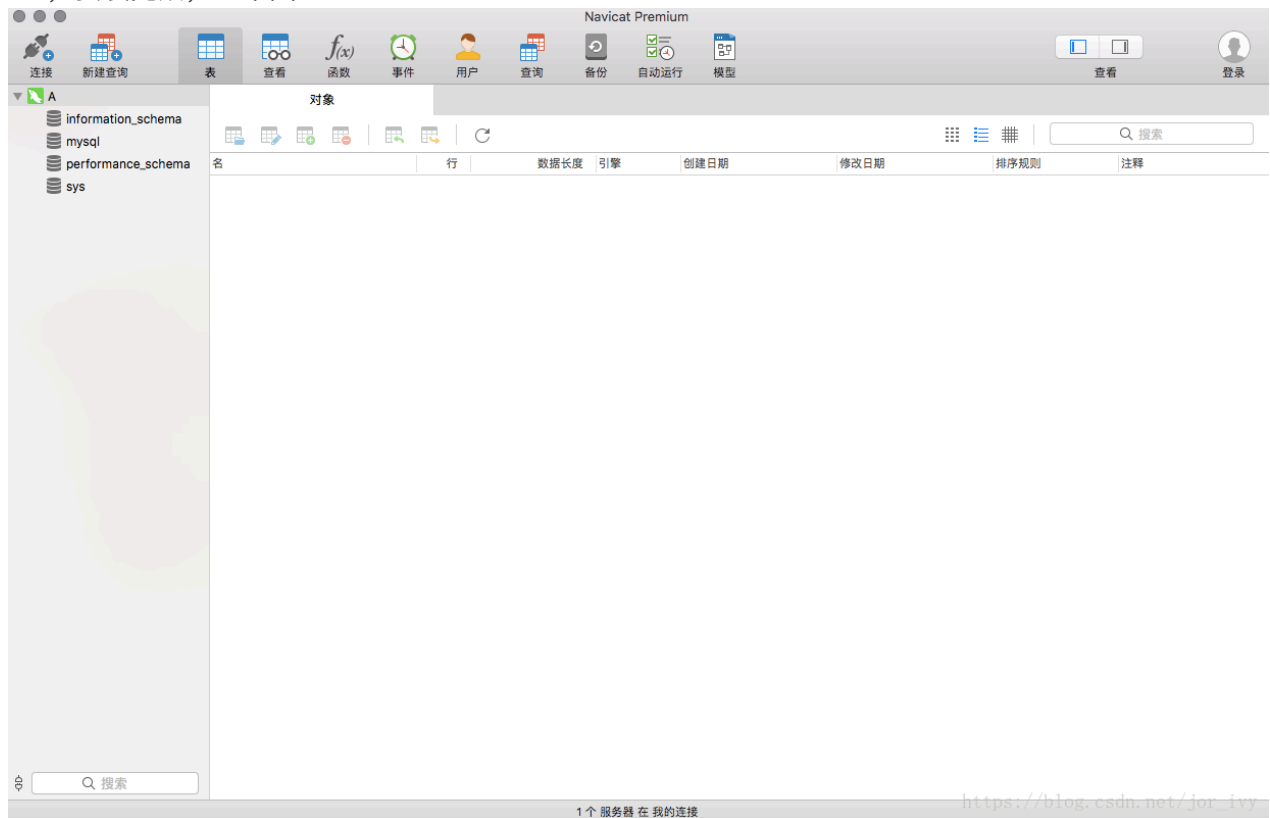 Navicat Premium
连接 新建查询 表 查看 函数 事件 用户 查询 备份 自动运行 模型 查看 登录
A
对象
information_schema
mysql
performance_schema
sys
搜索
名 行 数据长度 引擎 创建日期 修改日期 排序规则 注释
搜索
1 个 服务器 在 我的连接
https://blog.csdn.net/jor_ivy